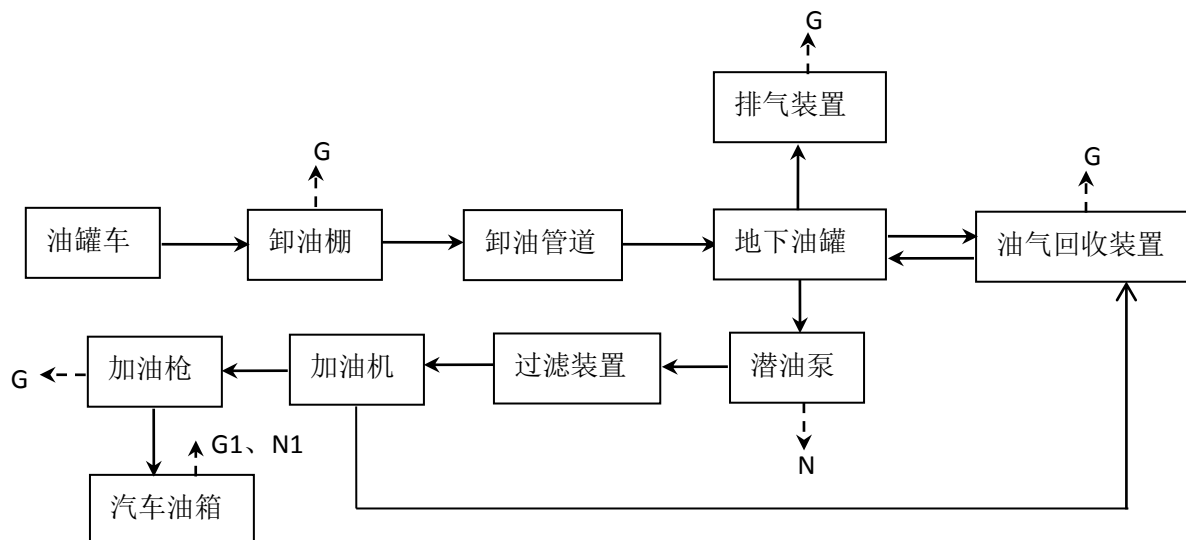 G
排气装置
G
G
油罐车
卸油棚
卸油管道
地下油罐
油气回收装置
G
加油枪
加油机
过滤装置
潜油泵
G1、N1
N
汽车油箱